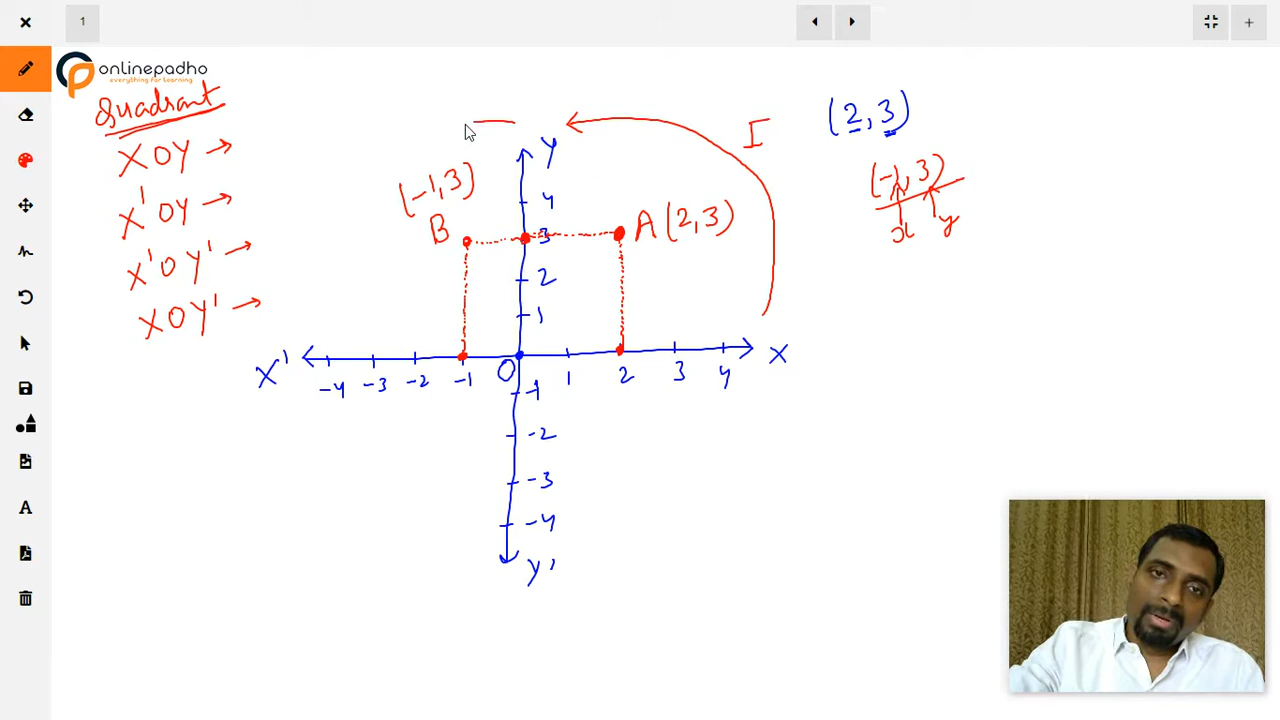 1
onlinepadho
everything for learning
Quadrant
XOY →
X'OY →
X'OY' →
XOY' →
I
(2, 3)
(-1, 3)
x y
Y
4
3
2
1
(-1, 3)
B
A (2, 3)
X'
X
-4 -3 -2 -1 O 1 2 3 4
-1
-2
-3
-4
Y'
A